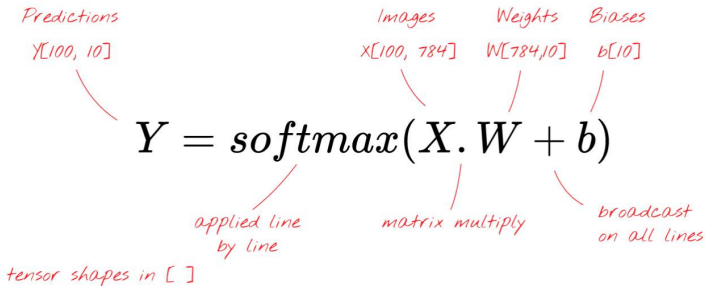 Predictions Images Weights Biases
Y[100, 10] X[100, 784] W[784,10] b[10]
Y = softmax(X.W + b)
applied line
by line
matrix multiply
broadcast
on all lines
tensor shapes in [ ]